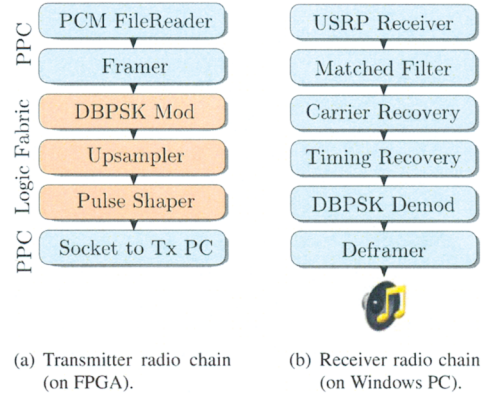 PPC
PCM FileReader
Framer
Logic Fabric
DBPSK Mod
Upsampler
Pulse Shaper
PPC
Socket to Tx PC
(a) Transmitter radio chain
(on FPGA).
USRP Receiver
Matched Filter
Carrier Recovery
Timing Recovery
DBPSK Demod
Deframer
(b) Receiver radio chain
(on Windows PC).